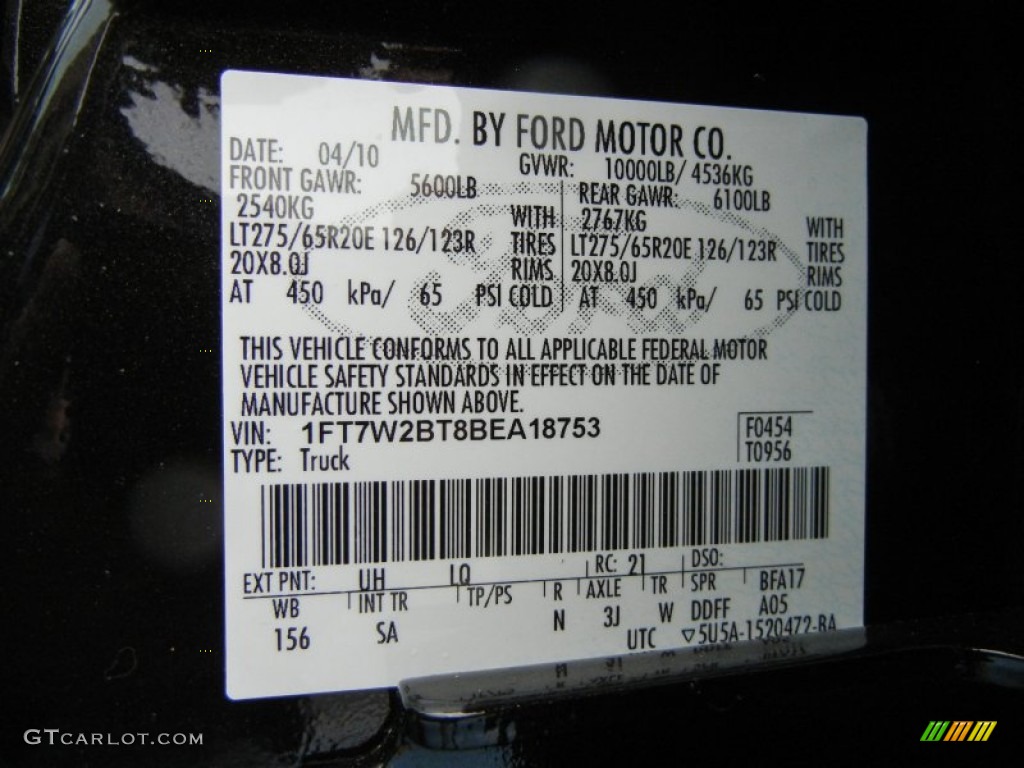 MFD. BY FORD MOTOR CO.
DATE: 04/10 GVWR: 10000LB/ 4536KG
FRONT GAWR: 5600LB REAR GAWR: 6100LB
2540KG WITH 2767KG WITH
LT275/65R20E 126/123R TIRES LT275/65R20E 126/123R TIRES
20X8.0J RIMS 20X8.0J RIMS
AT 450 kPa/ 65 PSI COLD AT 450 kPa/ 65 PSI COLD
THIS VEHICLE CONFORMS TO ALL APPLICABLE FEDERAL MOTOR
VEHICLE SAFETY STANDARDS IN EFFECT ON THE DATE OF
MANUFACTURE SHOWN ABOVE.
VIN: 1FT7W2BT8BEA18753 F0454
TYPE: Truck T0956
EXT PNT: UH LQ RC: 21 DSO:
WB INT TR TP/PS R AXLE TR SPR BFA17
156 SA N 3J W DDFF A05
UTC ▽5U5A-1520472-BA
GTCARLOT.COM